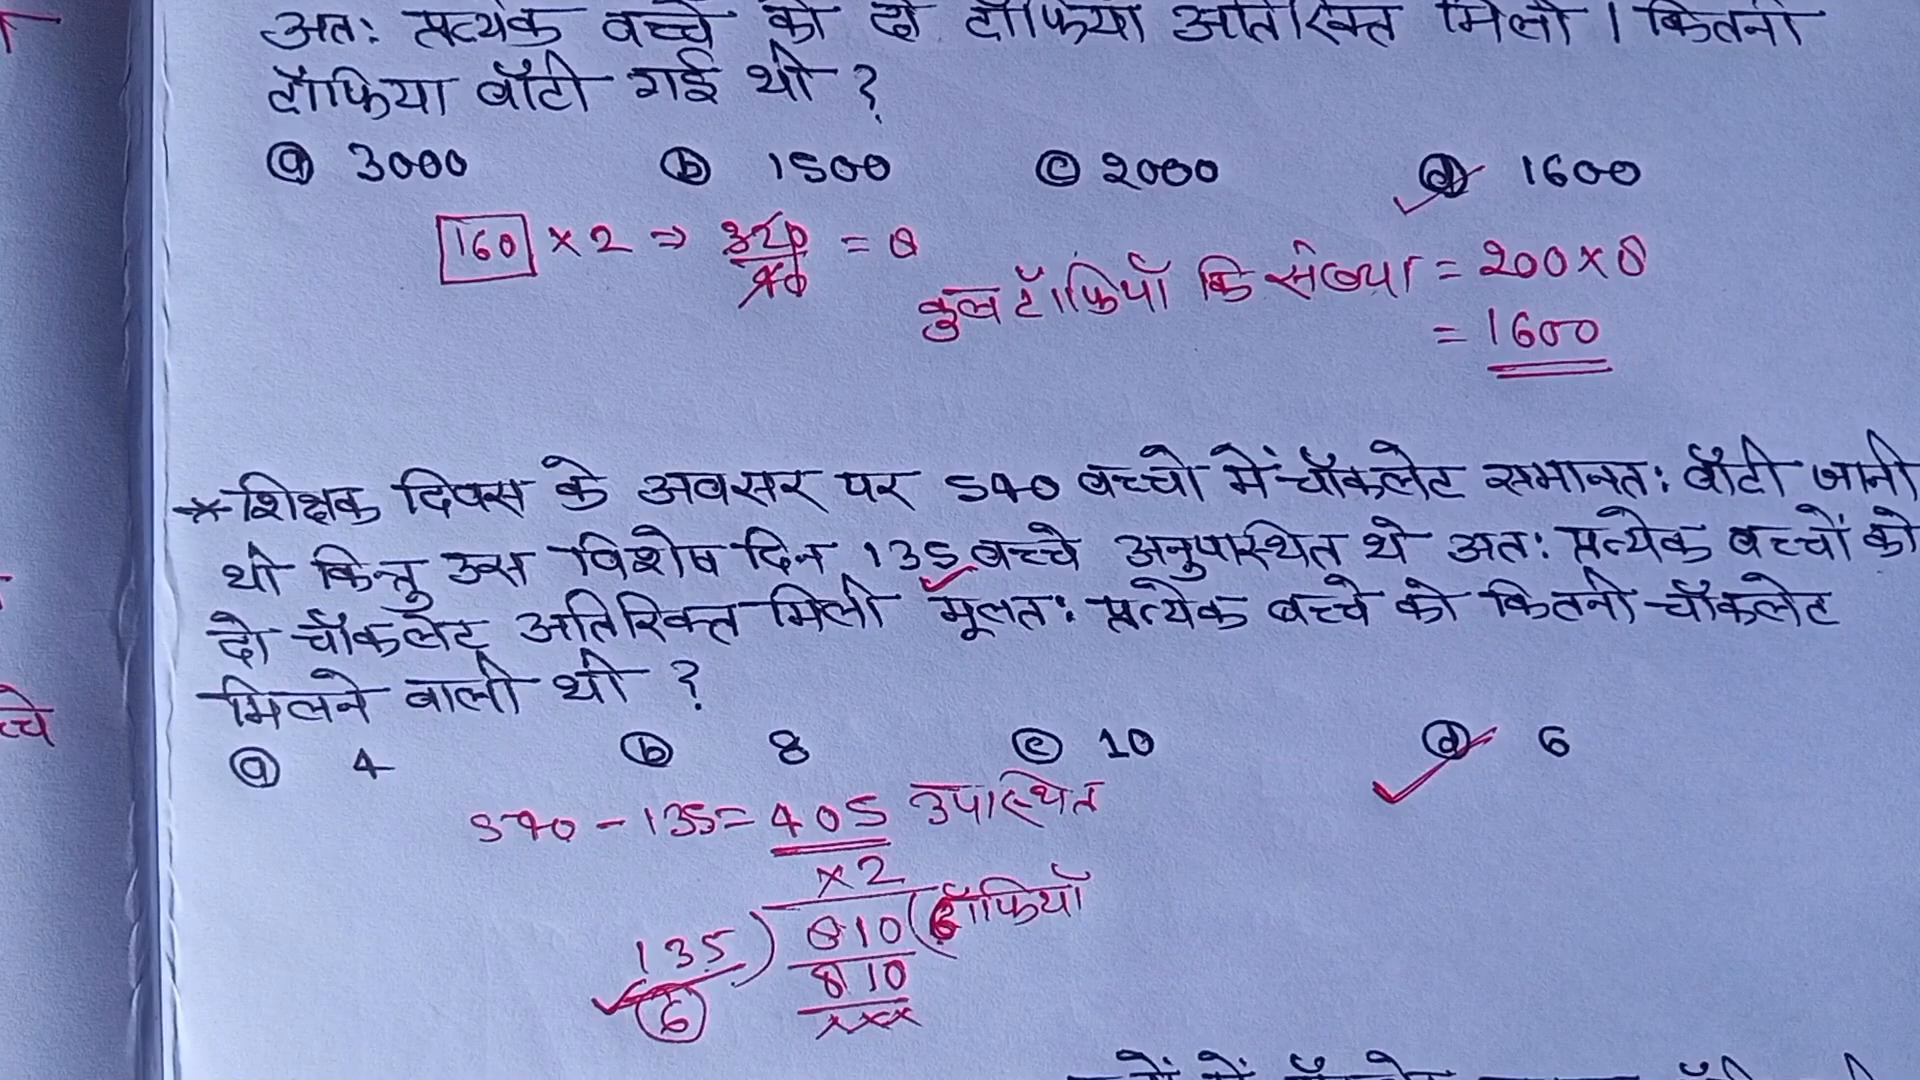 अतः प्रत्येक बच्चे को दो टॉफियाँ अतिरिक्त मिली । कितनी
टॉफिया बॉटी गई थी ?
ⓐ 3000 ⓑ 1500 ⓒ 2000 ⓓ 1600
160 × 2 ⇒ 320/40 = 8
कुल टॉफियॉ कि संख्या = 200 × 8
= 1600
* शिक्षक दिवस के अवसर पर 540 बच्चो में चॉकलेट समानतः बॉटी जानी
थी किन्तु उस विशेष दिन 135 बच्चे अनुपास्थित थे अतः प्रत्येक बच्चों को
दो चॉकलेट अतिरिक्त मिली मूलतः प्रत्येक बच्चे को कितनी चॉकलेट
मिलने वाली थी ?
ⓐ 4 ⓑ 8 ⓒ 10 ⓓ 6
540 - 135 = 405 उपास्थित
× 2
135 ) 810 ( 6 टॉफियॉ
810
×××
6
च्चे